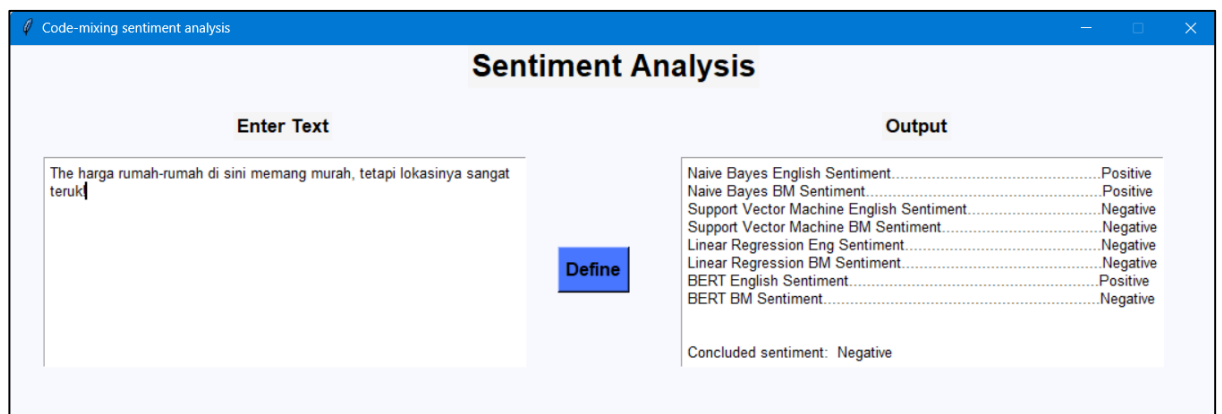 Code-mixing sentiment analysis
Sentiment Analysis
Enter Text
Output
The harga rumah-rumah di sini memang murah, tetapi lokasinya sangat
teruk!
Define
Naive Bayes English Sentiment..................................................Positive
Naive Bayes BM Sentiment........................................................Positive
Support Vector Machine English Sentiment................................Negative
Support Vector Machine BM Sentiment......................................Negative
Linear Regression Eng Sentiment...............................................Negative
Linear Regression BM Sentiment................................................Negative
BERT English Sentiment.............................................................Positive
BERT BM Sentiment..................................................................Negative
Concluded sentiment:  Negative